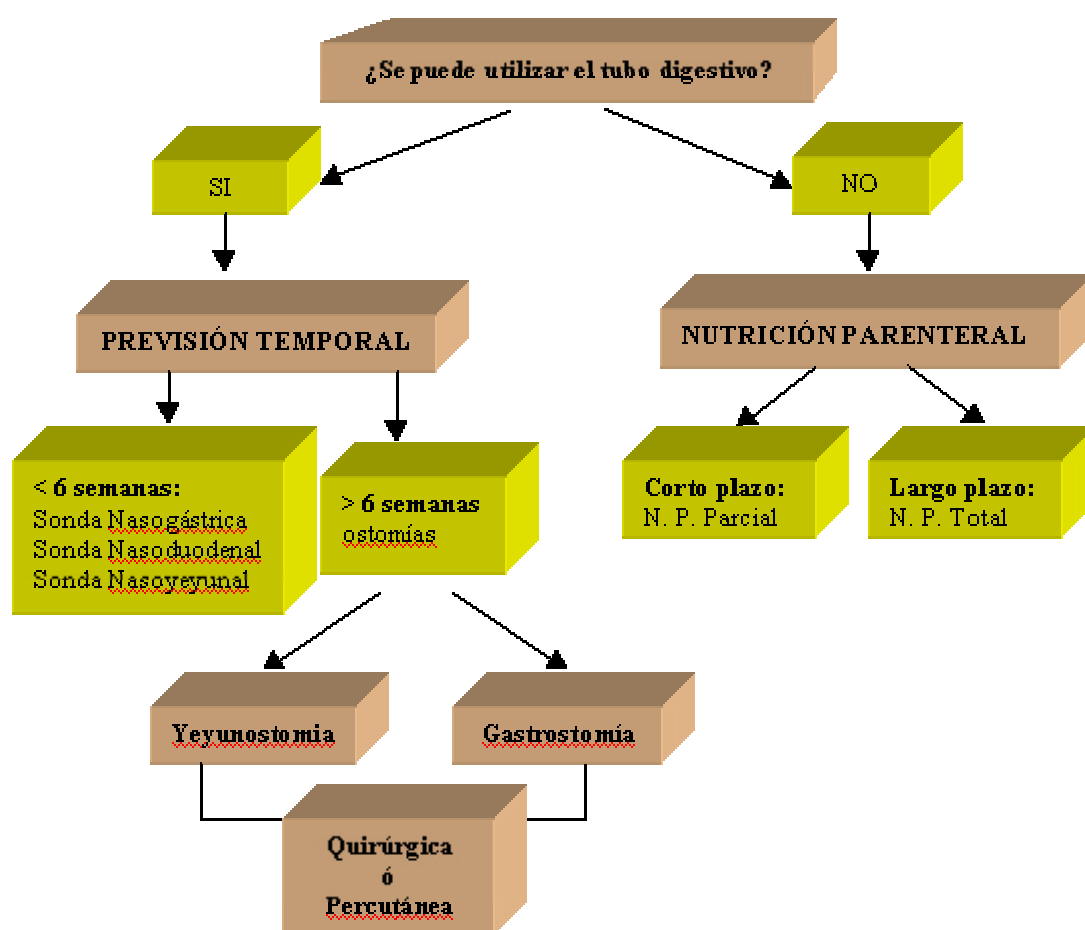 ¿Se puede utilizar el tubo digestivo?
SI
NO
PREVISIÓN TEMPORAL
NUTRICIÓN PARENTERAL
< 6 semanas:
Sonda Nasogástrica
Sonda Nasoduodenal
Sonda Nasoyeyunal
> 6 semanas
ostomías
Corto plazo:
N. P. Parcial
Largo plazo:
N. P. Total
Yeyunostomia
Gastrostomía
Quirúrgica
ó
Percutánea